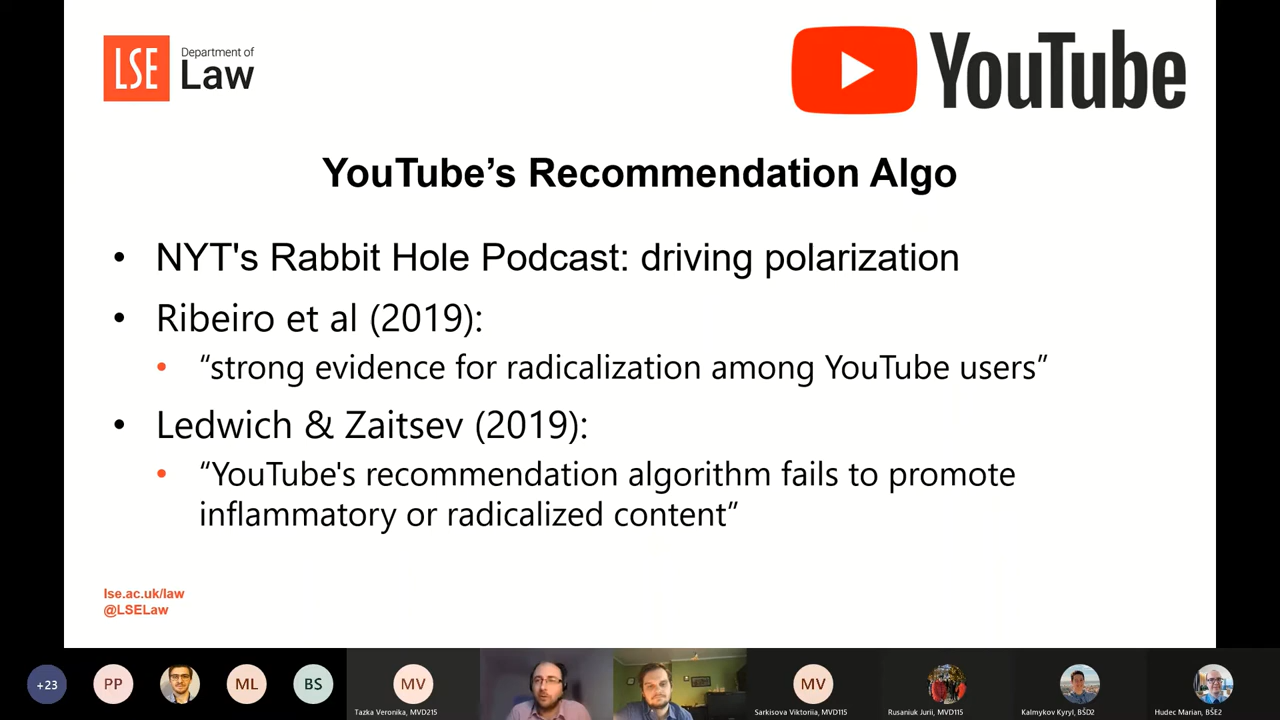 LSE
Department of
Law
YouTube
YouTube’s Recommendation Algo
• NYT's Rabbit Hole Podcast: driving polarization
• Ribeiro et al (2019):
• “strong evidence for radicalization among YouTube users”
• Ledwich & Zaitsev (2019):
• “YouTube's recommendation algorithm fails to promote
inflammatory or radicalized content”
lse.ac.uk/law
@LSELaw
+23
PP
ML
BS
MV
Tazka Veronika, MVD215
MV
Sarkisova Viktoriia, MVD115
Rusaniuk Jurii, MVD115
Kalmykov Kyryl, BŠD2
Hudec Marian, BŠE2